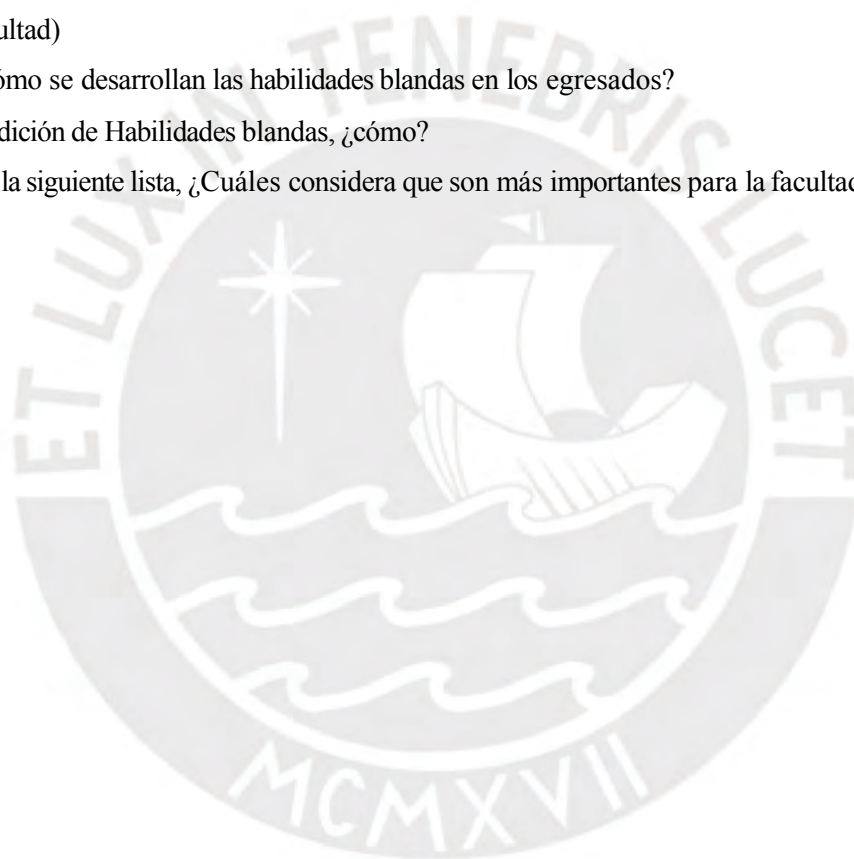 ultad)
ómo se desarrollan las habilidades blandas en los egresados?
dición de Habilidades blandas, ¿cómo?
la siguiente lista, ¿Cuáles considera que son más importantes para la facultad
ET LUX IN TENEBRIS LUCET
MCMXVII